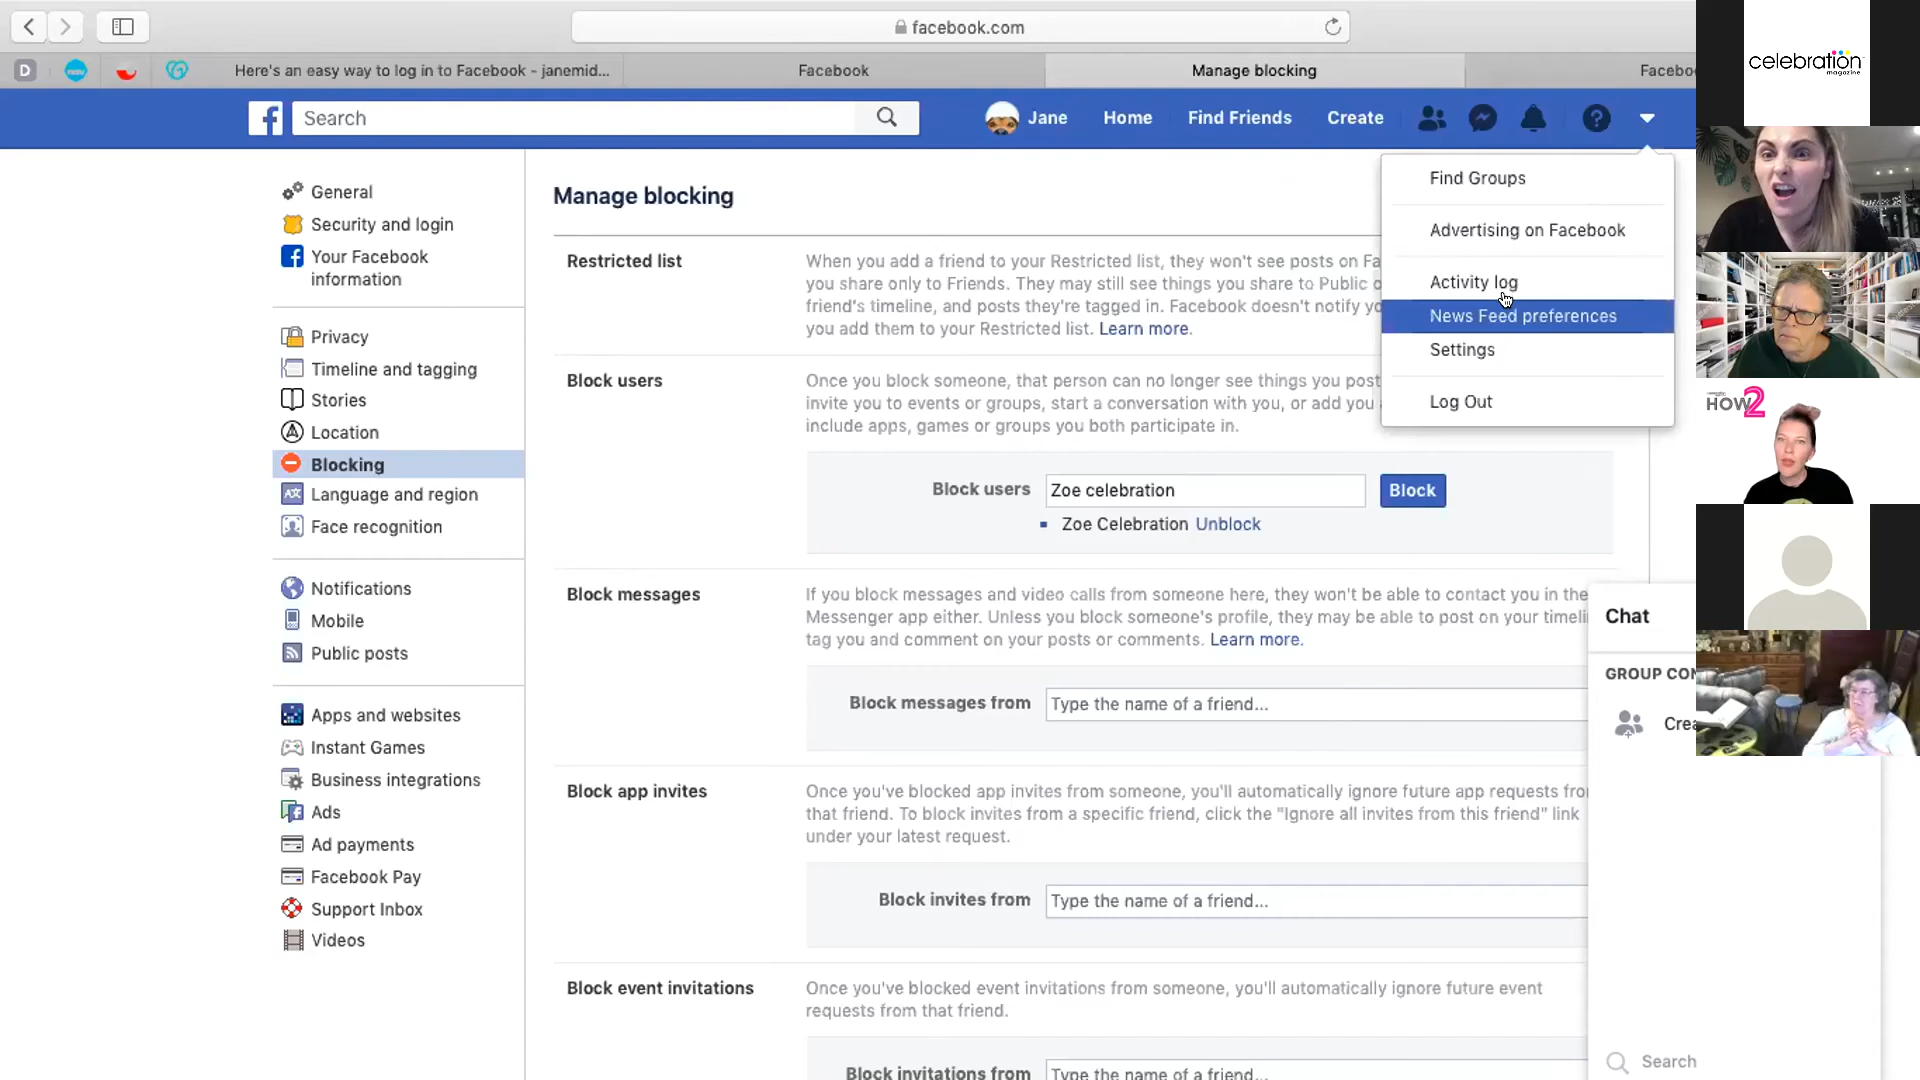 facebook.com
D
Here's an easy way to log in to Facebook - janemid...
Facebook
Manage blocking
Facebo
Search
Jane
Home
Find Friends
Create
General
Security and login
Your Facebook
information
Privacy
Timeline and tagging
Stories
Location
Blocking
Language and region
Face recognition
Notifications
Mobile
Public posts
Apps and websites
Instant Games
Business integrations
Ads
Ad payments
Facebook Pay
Support Inbox
Videos
Manage blocking
Restricted list
When you add a friend to your Restricted list, they won't see posts on Fa
you share only to Friends. They may still see things you share to Public o
friend's timeline, and posts they're tagged in. Facebook doesn't notify yo
you add them to your Restricted list. Learn more.
Block users
Once you block someone, that person can no longer see things you post
invite you to events or groups, start a conversation with you, or add you a
include apps, games or groups you both participate in.
Block users
Zoe celebration
Block
Zoe Celebration Unblock
Block messages
If you block messages and video calls from someone here, they won't be able to contact you in the
Messenger app either. Unless you block someone's profile, they may be able to post on your timeli
tag you and comment on your posts or comments. Learn more.
Block messages from
Type the name of a friend...
Block app invites
Once you've blocked app invites from someone, you'll automatically ignore future app requests fro
that friend. To block invites from a specific friend, click the "Ignore all invites from this friend" link
under your latest request.
Block invites from
Type the name of a friend...
Block event invitations
Once you've blocked event invitations from someone, you'll automatically ignore future event
requests from that friend.
Block invitations from
Type the name of a friend...
Find Groups
Advertising on Facebook
Activity log
News Feed preferences
Settings
Log Out
Chat
GROUP CON
Crea
Search
celebration
magazine
HOW2